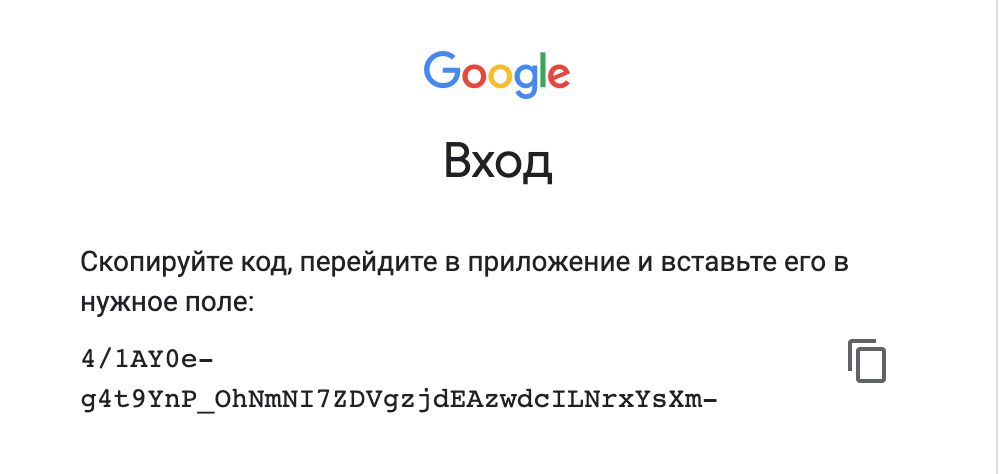 Google
Вход
Скопируйте код, перейдите в приложение и вставьте его в
нужное поле:
4/1AY0e-
g4t9YnP_OhNmNI7ZDVgzjdEAzwdcILNrxYsXm-